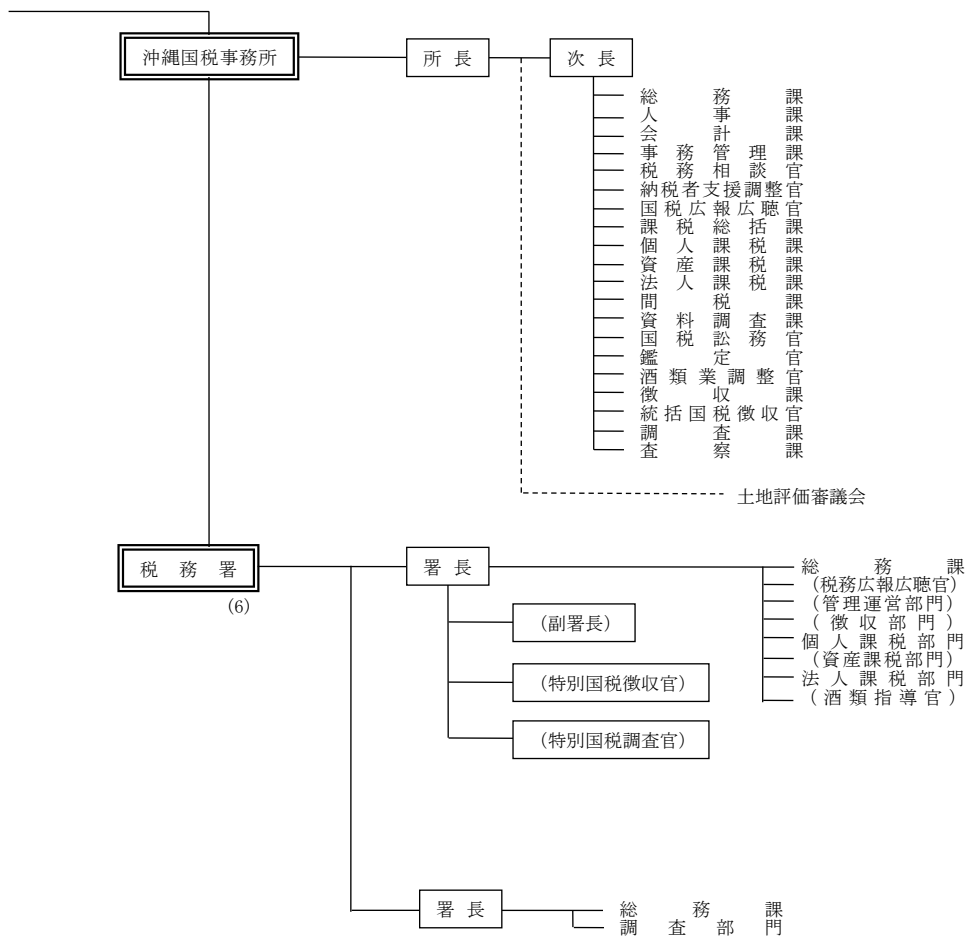 沖縄国税事務所
所長
次長
総務課
人事課
会計課
事務管理課
税務相談官
納税者支援調整官
国税広報広聴官
課税総括課
個人課税課
資産課税課
法人課税課
間税課
資料調査課
国税訟務官
鑑定官
酒類業調整官
徴収課
統括国税徴収官
調査課
査察課
土地評価審議会
税務署
(6)
署長
(副署長)
(特別国税徴収官)
(特別国税調査官)
総務課
(税務広報広聴官)
(管理運営部門)
(徴収部門)
個人課税部門
(資産課税部門)
法人課税部門
(酒類指導官)
署長
総務課
調査部門